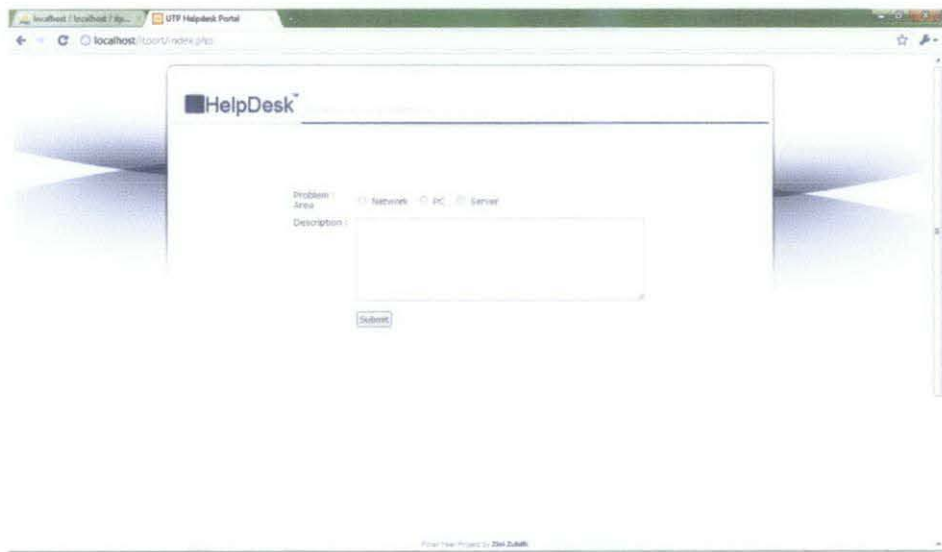 UTP Helpdesk Portal
localhost
HelpDesk
Problem :
Area
Network PC Server
Description :
Submit
Final Year Project by